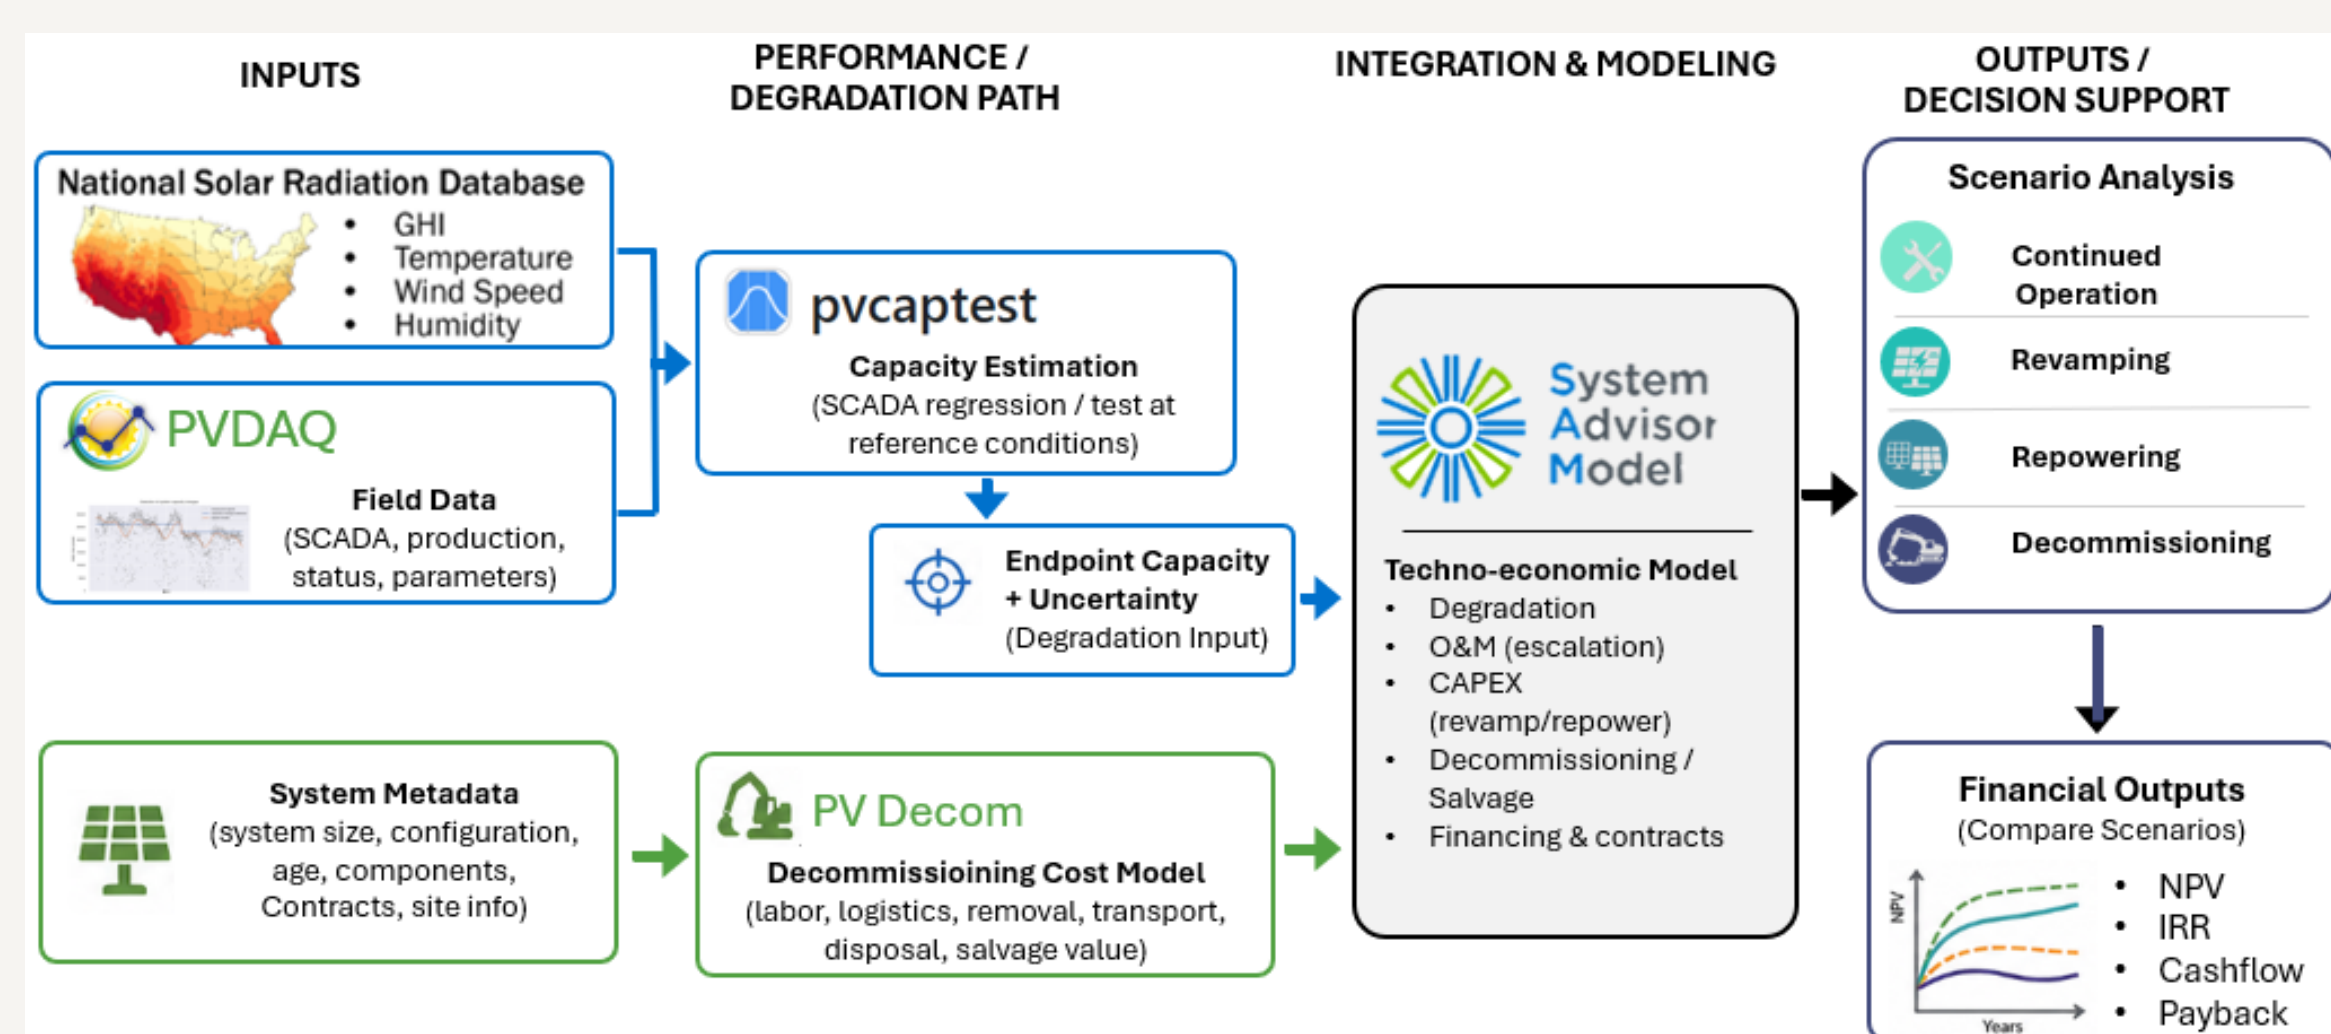 INPUTS
PERFORMANCE /
DEGRADATION PATH
INTEGRATION & MODELING
OUTPUTS /
DECISION SUPPORT
National Solar Radiation Database
• GHI
• Temperature
• Wind Speed
• Humidity
PVDAQ
Field Data
(SCADA, production,
status, parameters)
System Metadata
(system size, configuration,
age, components,
Contracts, site info)
pvcaptest
Capacity Estimation
(SCADA regression / test at
reference conditions)
Endpoint Capacity
+ Uncertainty
(Degradation Input)
PV Decom
Decommissioining Cost Model
(labor, logistics, removal, transport,
disposal, salvage value)
System
Advisor
Model
Techno-economic Model
• Degradation
• O&M (escalation)
• CAPEX
(revamp/repower)
• Decommissioning /
Salvage
• Financing & contracts
Scenario Analysis
Continued
Operation
Revamping
Repowering
Decommissioning
Financial Outputs
(Compare Scenarios)
NPV
Years
• NPV
• IRR
• Cashflow
• Payback